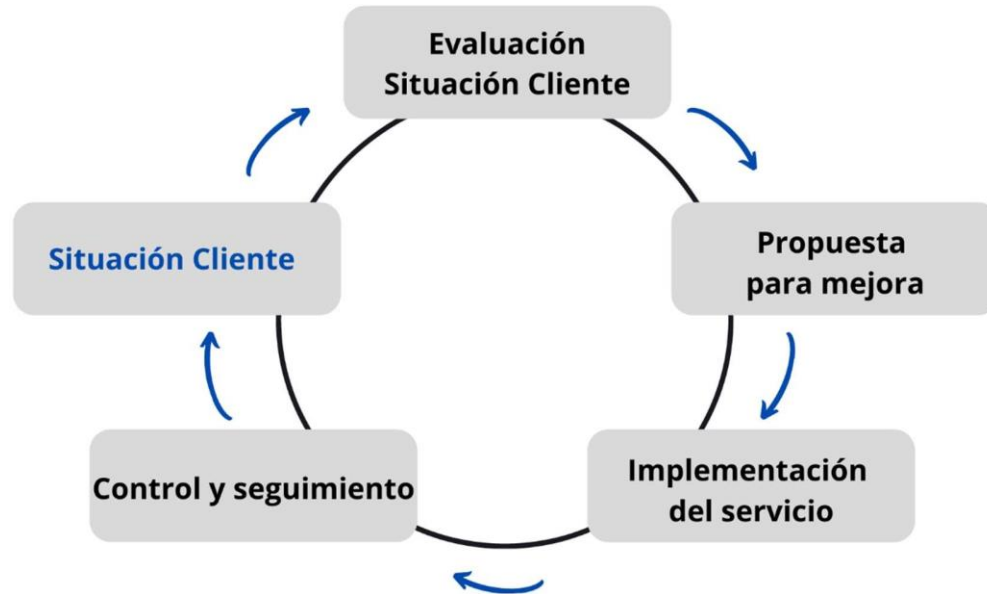 Evaluación
Situación Cliente
Propuesta
para mejora
Implementación
del servicio
Control y seguimiento
Situación Cliente